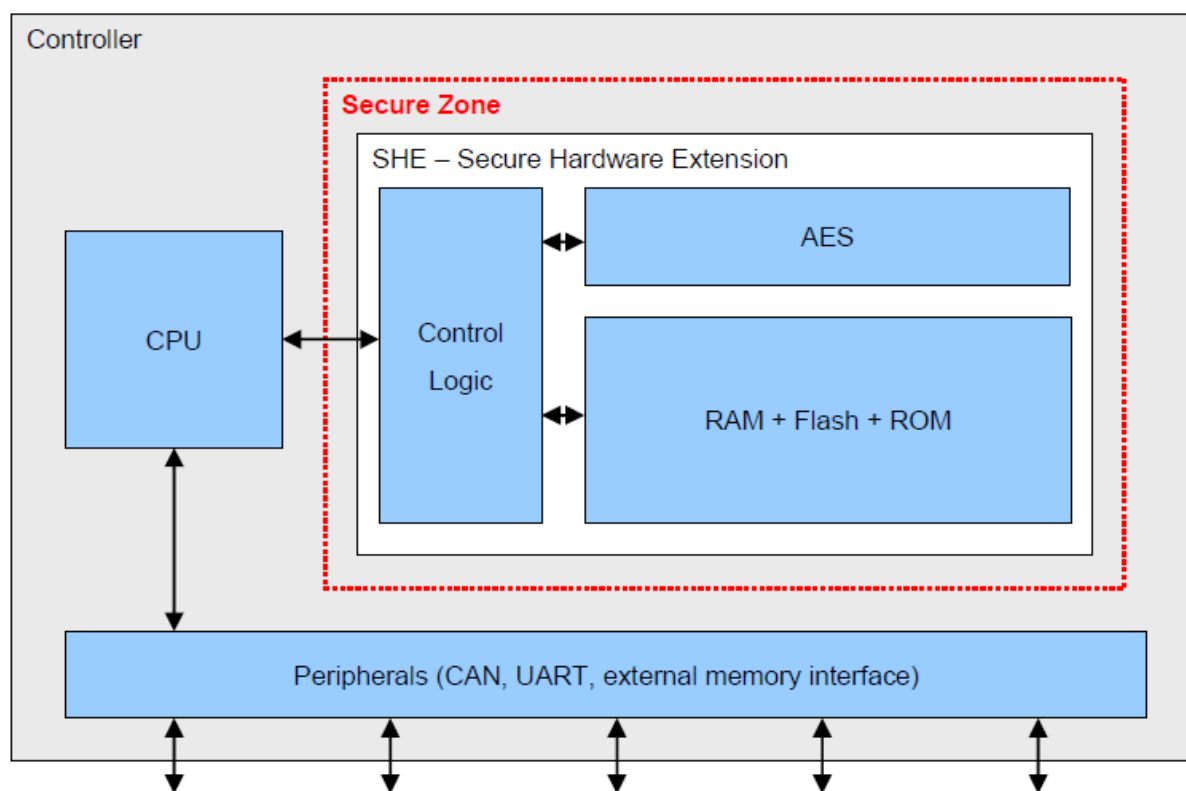 Controller
Secure Zone
SHE – Secure Hardware Extension
AES
CPU
Control
Logic
RAM + Flash + ROM
Peripherals (CAN, UART, external memory interface)